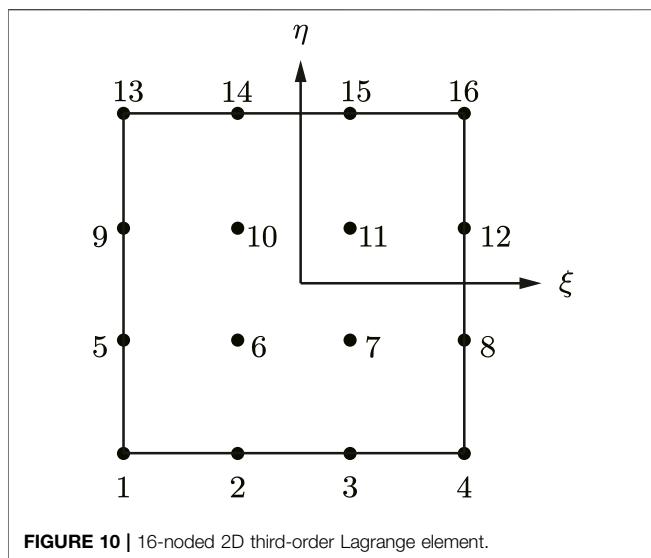 η
13 14 15 16
9 10 11 12
ξ
5 6 7 8
1 2 3 4
FIGURE 10 | 16-noded 2D third-order Lagrange element.